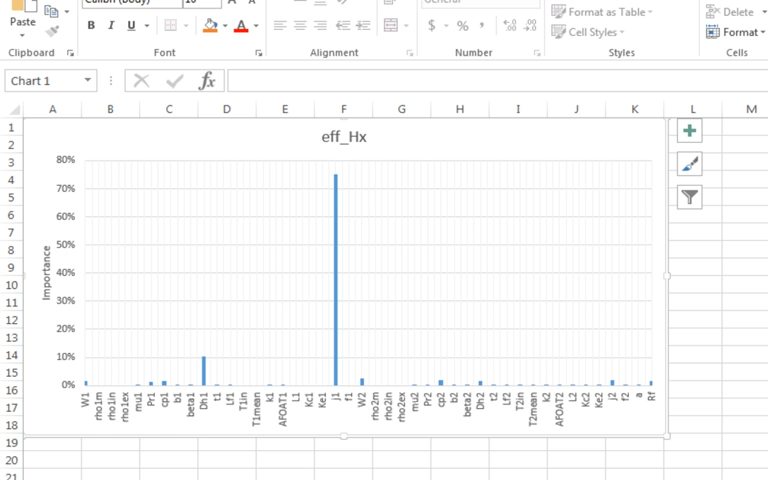 Calibri (Body)
10
A
A
General
Format as Table
Delete
Paste
B I U
A
$ % ,
.00 .0
Cell Styles
Format
Clipboard
Font
Alignment
Number
Styles
Cells
Chart 1
fx
A B C D E F G H I J K L M
1
2
3
4
5
6
7
8
9
10
11
12
13
14
15
16
17
18
19
20
21
eff_Hx
Importance
80%
70%
60%
50%
40%
30%
20%
10%
0%
W1 rho1m rho1in rho1ex mu1 Pr1 cp1 b1 beta1 Dh1 t1 Lf1 T1in T1mean k1 AFOAT1 L1 Kc1 Ke1 j1 f1 W2 rho2m rho2in rho2ex mu2 Pr2 cp2 b2 beta2 Dh2 t2 Lf2 T2in T2mean k2 AFOAT2 L2 Kc2 Ke2 j2 f2 a Rf